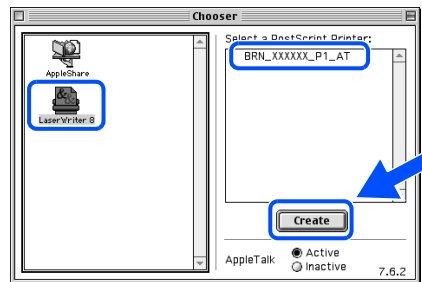 Chooser
AppleShare
LaserWriter 8
Select a PostScript Printer:
BRN_XXXXXX_P1_AT
Create
AppleTalk
Active
Inactive
7.6.2